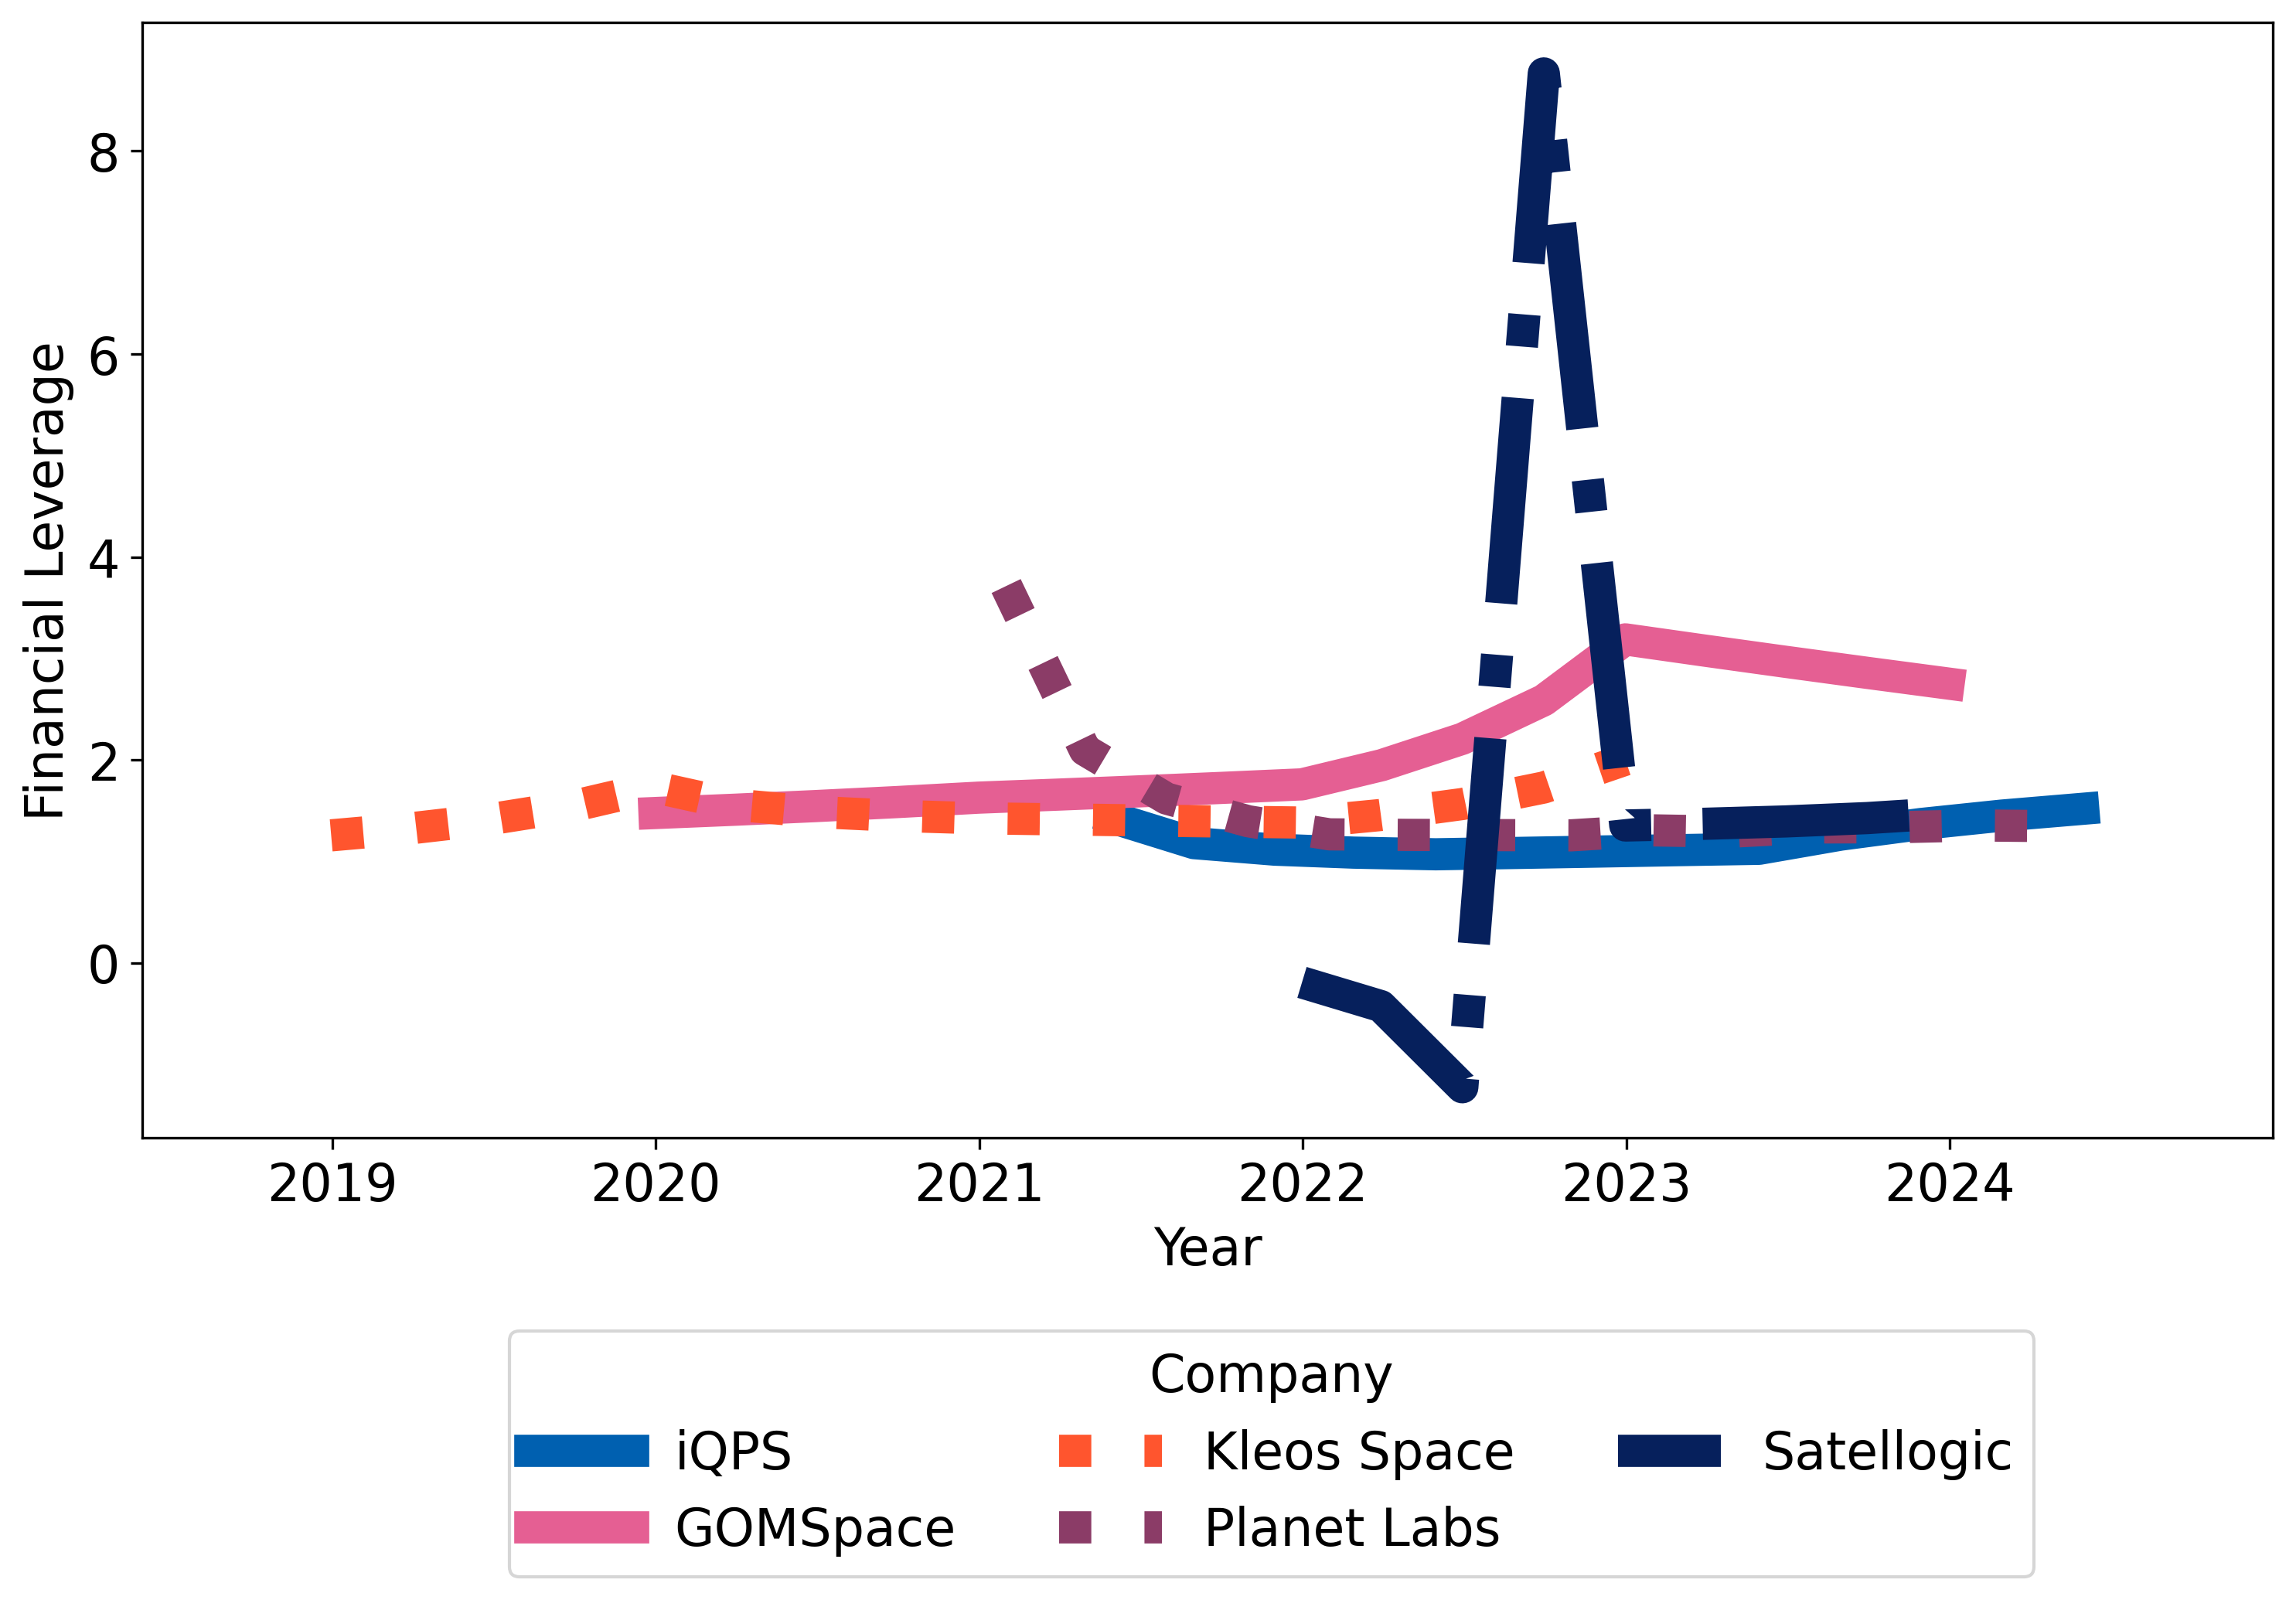 Financial Leverage
8
6
4
2
0
2019 2020 2021 2022 2023 2024
Year
Company
iQPS Kleos Space Satellogic
GOMSpace Planet Labs